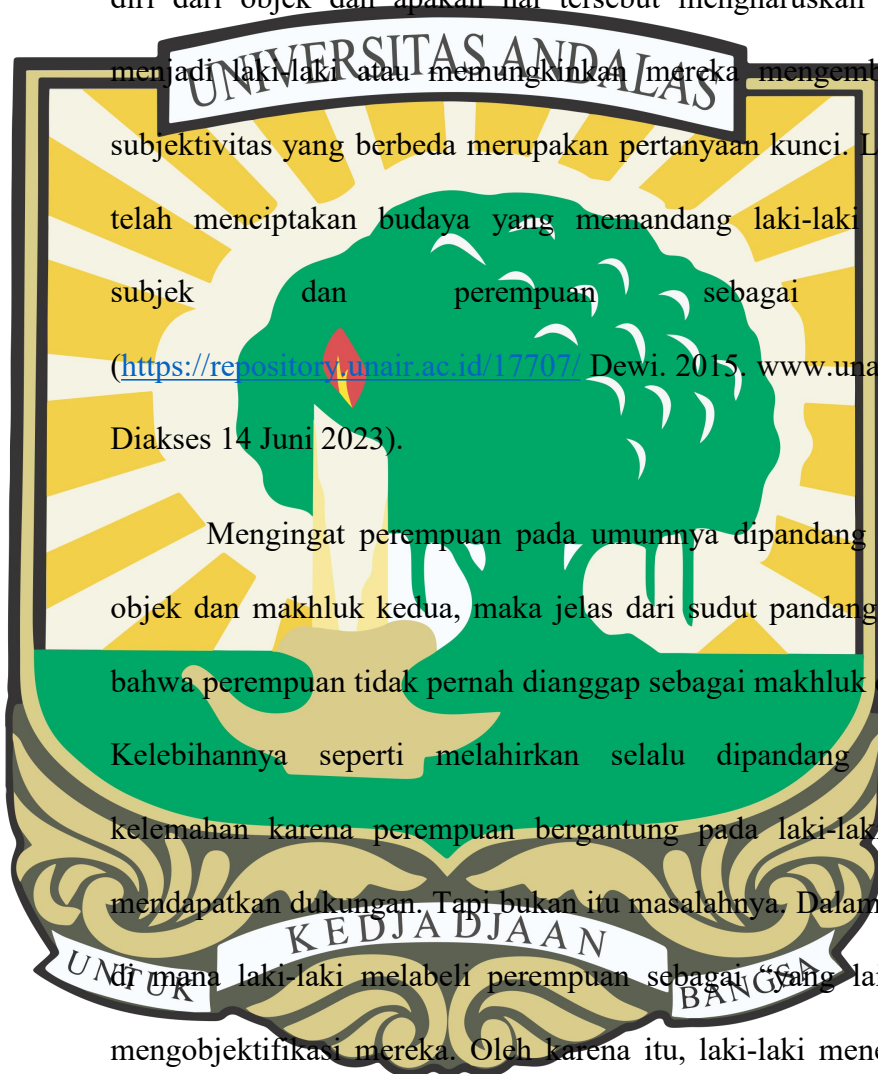 diri dari objek dan apakah hal tersebut mengharuskan
UNIVERSITAS ANDALAS
menjadi laki-laki atau memungkinkan mereka mengemb
subjektivitas yang berbeda merupakan pertanyaan kunci. L
telah menciptakan budaya yang memandang laki-laki
subjek dan perempuan sebagai
(https://repository.unair.ac.id/17707/ Dewi. 2015. www.una
Diakses 14 Juni 2023).
Mengingat perempuan pada umumnya dipandang
objek dan makhluk kedua, maka jelas dari sudut pandang
bahwa perempuan tidak pernah dianggap sebagai makhluk
Kelebihannya seperti melahirkan selalu dipandang
kelemahan karena perempuan bergantung pada laki-laki
mendapatkan dukungan. Tapi bukan itu masalahnya. Dalam
di mana laki-laki melabeli perempuan sebagai “yang lai
mengobjektifikasi mereka. Oleh karena itu, laki-laki mene
UNTUK KEDJADJAAN BANGSA